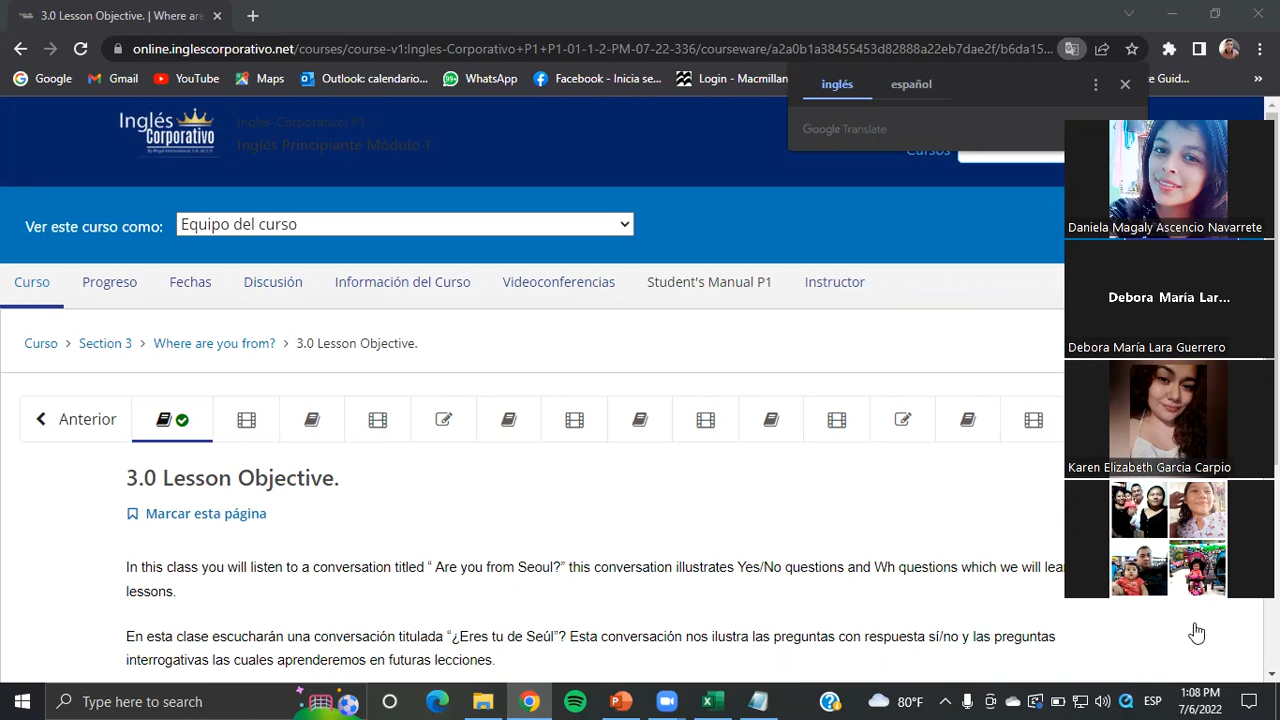 3.0 Lesson Objective. | Where are
online.inglescorporativo.net/courses/course-v1:Ingles-Corporativo+P1+P1-01-1-2-PM-07-22-336/courseware/a2a0b1a38455453d82888a22eb7dae2f/b6da15...
Google Gmail YouTube Maps Outlook: calendario... WhatsApp Facebook - Inicia se... Login - Macmillan Guid... »
inglés español
Google Translate
Inglés Corporativo
Ingles-Corporativo: P1
Inglés Principiante Módulo 1
Cursos
Daniela Magaly Ascencio Navarrete
Ver este curso como: Equipo del curso
Curso Progreso Fechas Discusión Información del Curso Videoconferencias Student's Manual P1 Instructor
Debora María Lar...
Debora María Lara Guerrero
Curso > Section 3 > Where are you from? > 3.0 Lesson Objective.
Anterior
Karen Elizabeth García Carpio
3.0 Lesson Objective.
Marcar esta página
In this class you will listen to a conversation titled “ Are you from Seoul?” this conversation illustrates Yes/No questions and Wh questions which we will
lessons.
En esta clase escucharán una conversación titulada “¿Eres tu de Seúl”? Esta conversación nos ilustra las preguntas con respuesta sí/no y las preguntas
interrogativas las cuales aprenderemos en futuras lecciones.
Type here to search
80°F
ESP
1:08 PM
7/6/2022